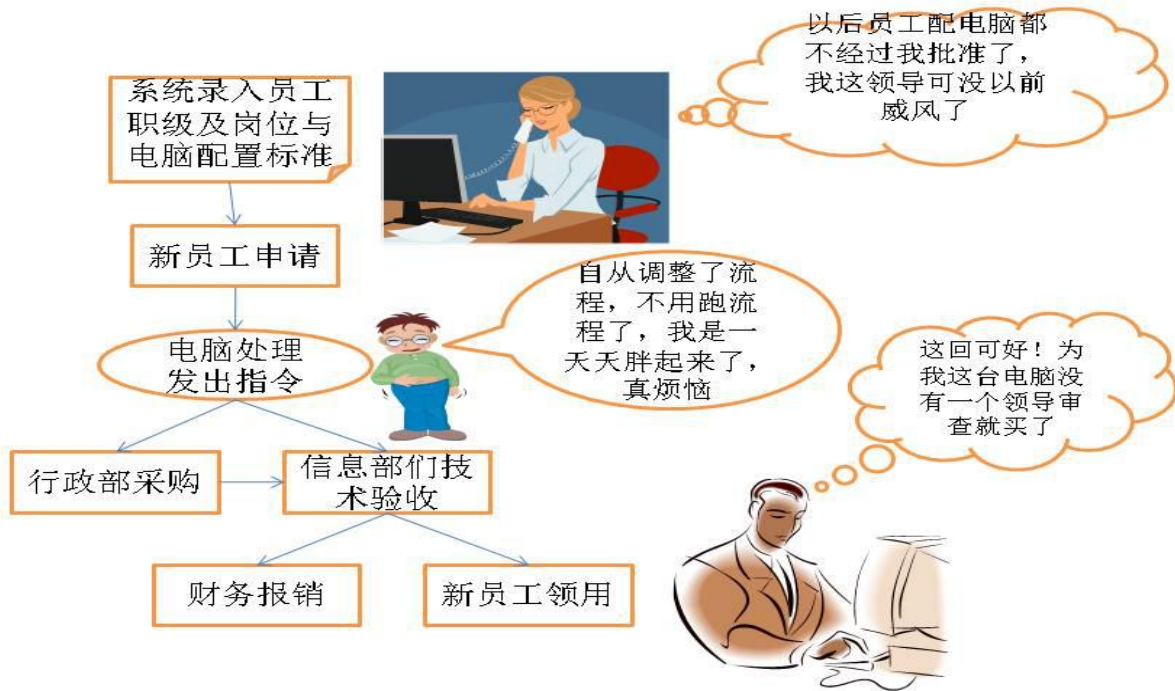 以后员工配电脑都
不经过我批准了，
我这领导可没以前
威风了
系统录入员工
职级及岗位与
电脑配置标准
新员工申请
自从调整了流
程，不用跑流
程了，我是一
天天胖起来了，
真烦恼
电脑处理
发出指令
这回可好！为
我这台电脑没
有一个领导审
查就买了
行政部采购
信息部们技
术验收
财务报销
新员工领用